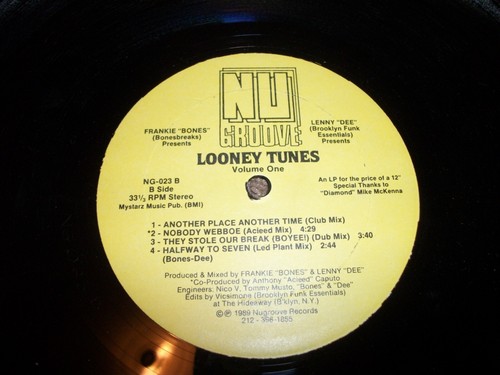 NU
GROOVE
FRANKIE "BONES"
(Bonesbreaks)
Presents
LENNY "DEE"
(Brooklyn Funk
Essentials)
Presents
LOONEY TUNES
Volume One
NG-023 B
B Side
33⅓ RPM Stereo
Mystarz Music Pub. (BMI)
An LP for the price of a 12"
Special Thanks to
"Diamond" Mike McKenna
1 - ANOTHER PLACE ANOTHER TIME (Club Mix)
*2 - NOBODY WEBBOE (Acleed Mix) 4:29
3 - THEY STOLE OUR BREAK (BOYEE!) (Dub Mix) 3:40
4 - HALFWAY TO SEVEN (Led Plant Mix) 2:44
(Bones-Dee)
Produced & Mixed by FRANKIE "BONES" & LENNY "DEE"
*Co-Produced by Anthony "Acleed" Caputo
Engineers: Nico V, Tommy Musto, "Bones" & "Dee"
Edits by Vicsimone (Brooklyn Funk Essentials)
at The Hideaway (B'klyn, N.Y.)
© ℗ 1989 Nugroove Records
212-398-1855